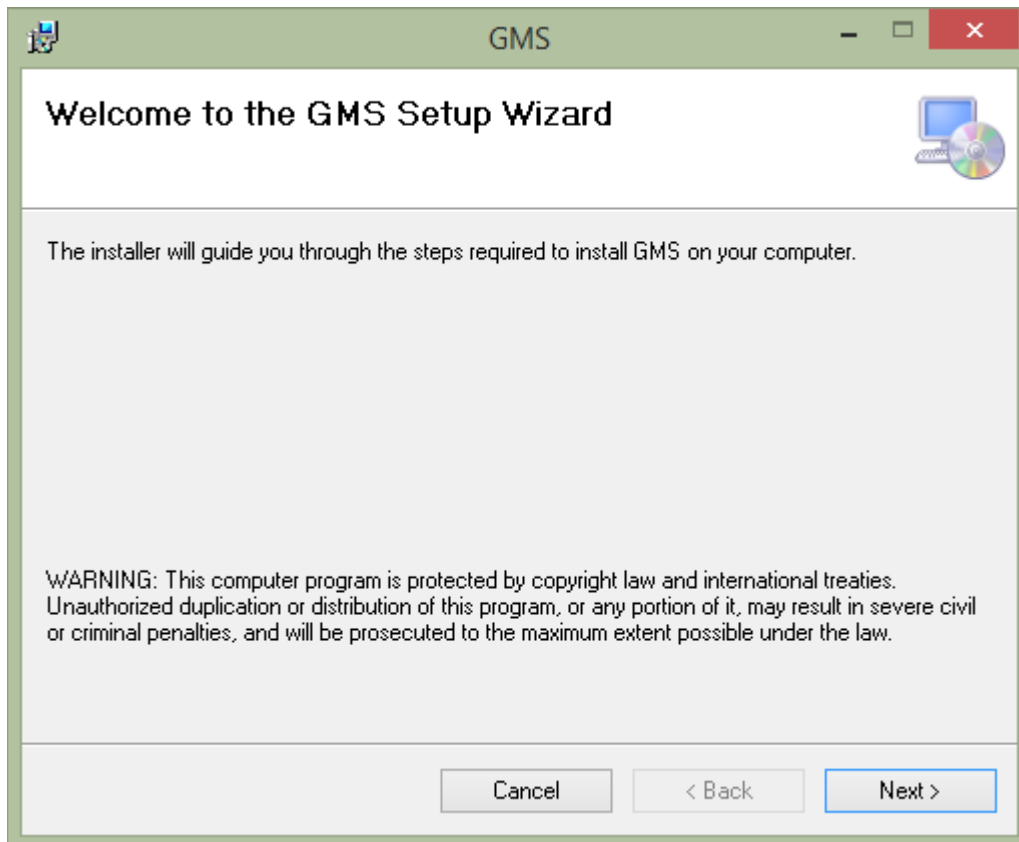 GMS
Welcome to the GMS Setup Wizard
The installer will guide you through the steps required to install GMS on your computer.
WARNING: This computer program is protected by copyright law and international treaties.
Unauthorized duplication or distribution of this program, or any portion of it, may result in severe civil
or criminal penalties, and will be prosecuted to the maximum extent possible under the law.
Cancel
< Back
Next >